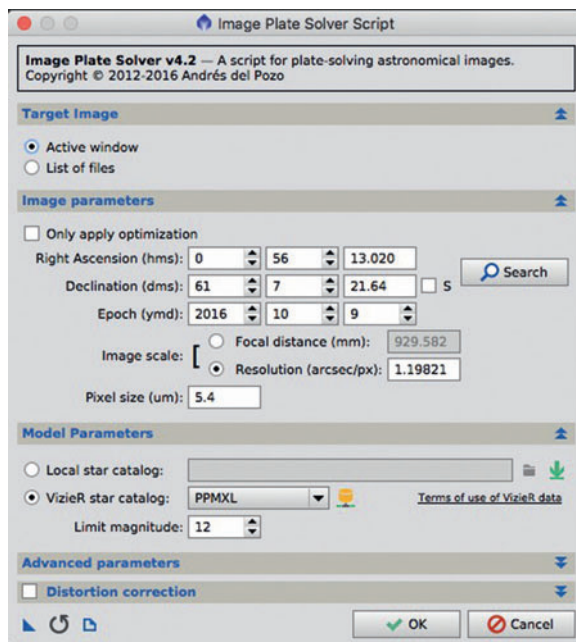 Image Plate Solver Script
Image Plate Solver v4.2 — A script for plate-solving astronomical images.
Copyright © 2012-2016 Andrés del Pozo
Target Image
Active window
List of files
Image parameters
Only apply optimization
Right Ascension (hms): 0 56 13.020
Search
Declination (dms): 61 7 21.64 S
Epoch (ymd): 2016 10 9
Image scale: [ Focal distance (mm): 929.582
Resolution (arcsec/px): 1.19821
Pixel size (um): 5.4
Model Parameters
Local star catalog:
VizieR star catalog: PPMXL Terms of use of VizieR data
Limit magnitude: 12
Advanced parameters
Distortion correction
OK Cancel